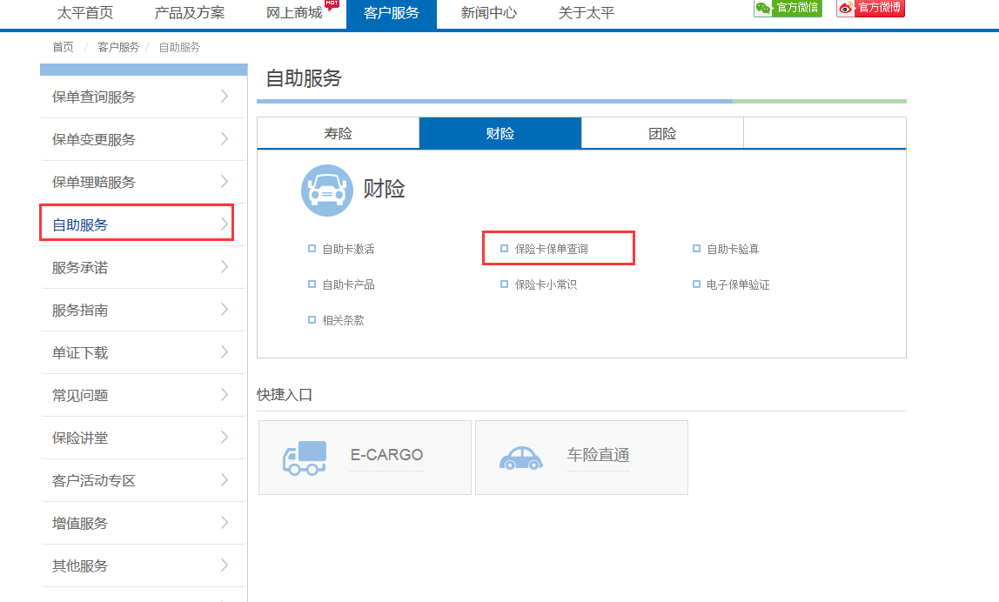 太平首页 产品及方案 网上商城 HOT 客户服务 新闻中心 关于太平 官方微信 官方微博
首页 / 客户服务 / 自助服务
自助服务
保单查询服务
保单变更服务
保单理赔服务
自助服务
服务承诺
服务指南
单证下载
常见问题
保险讲堂
客户活动专区
增值服务
其他服务
寿险 财险 团险
财险
自助卡激活 保险卡保单查询 自助卡验真
自助卡产品 保险卡小常识 电子保单验证
相关条款
快捷入口
E-CARGO 车险直通